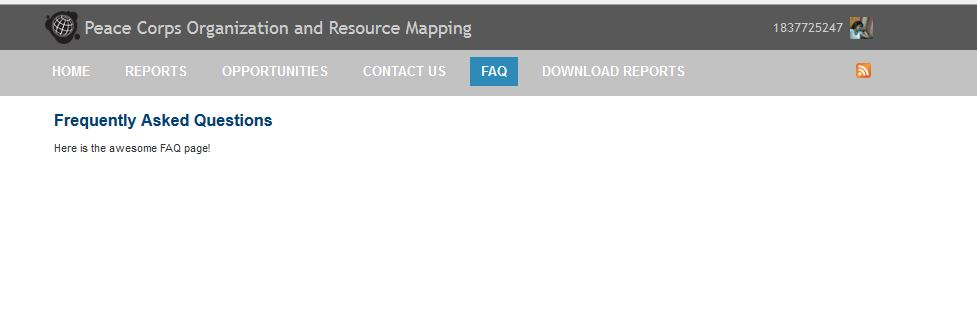 Peace Corps Organization and Resource Mapping
1837725247
HOME REPORTS OPPORTUNITIES CONTACT US FAQ DOWNLOAD REPORTS
Frequently Asked Questions
Here is the awesome FAQ page!